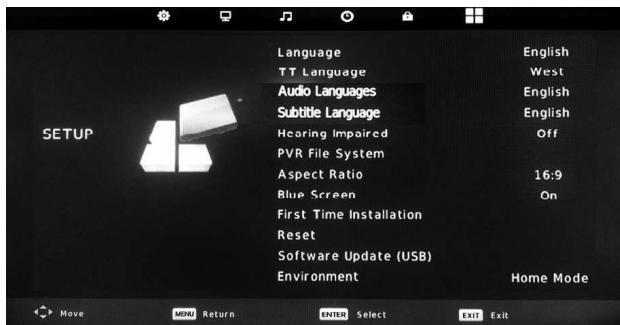 Language English
TT Language West
Audio Languages English
Subtitle Language English
SETUP
Hearing Impaired Off
PVR File System
Aspect Ratio 16:9
Blue Screen On
First Time Installation
Reset
Software Update (USB)
Environment Home Mode
Move MENU Return ENTER Select EXIT Exit